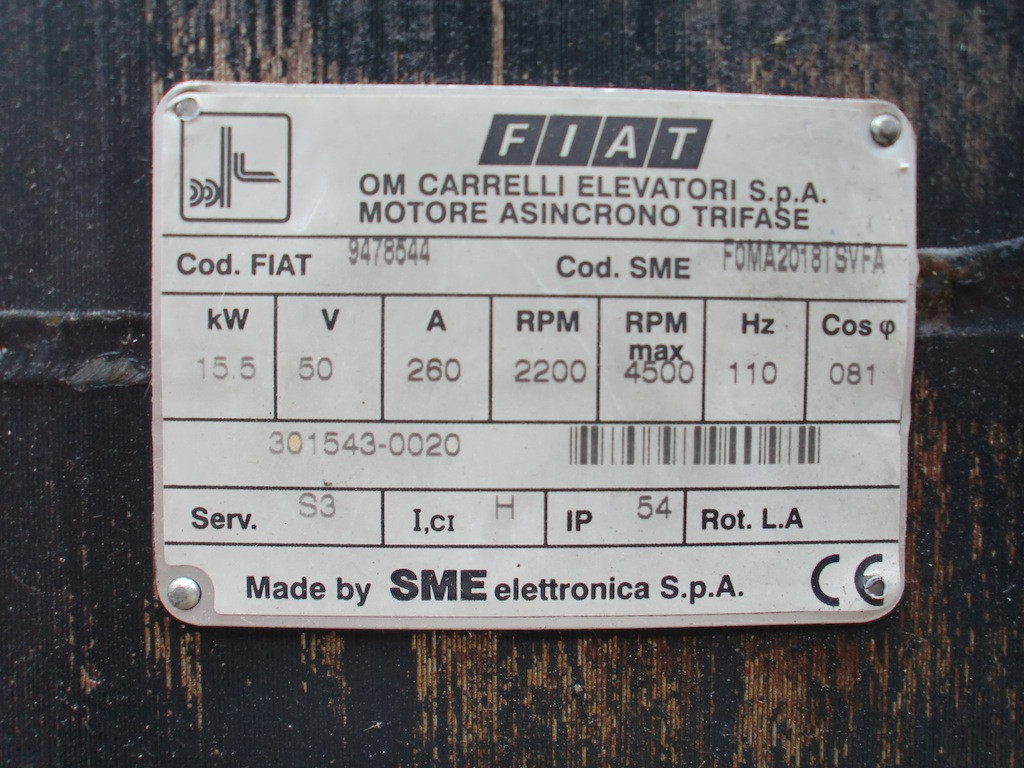 FIAT
OM CARRELLI ELEVATORI S.p.A.
MOTORE ASINCRONO TRIFASE
Cod. FIAT 9478544 Cod. SME F0MA2018TSVFA
kW V A RPM RPM max Hz Cos φ
15.5 50 260 2200 4500 110 081
301543-0020
Serv. S3 I,CI H IP 54 Rot. L.A
Made by SME elettronica S.p.A. CE